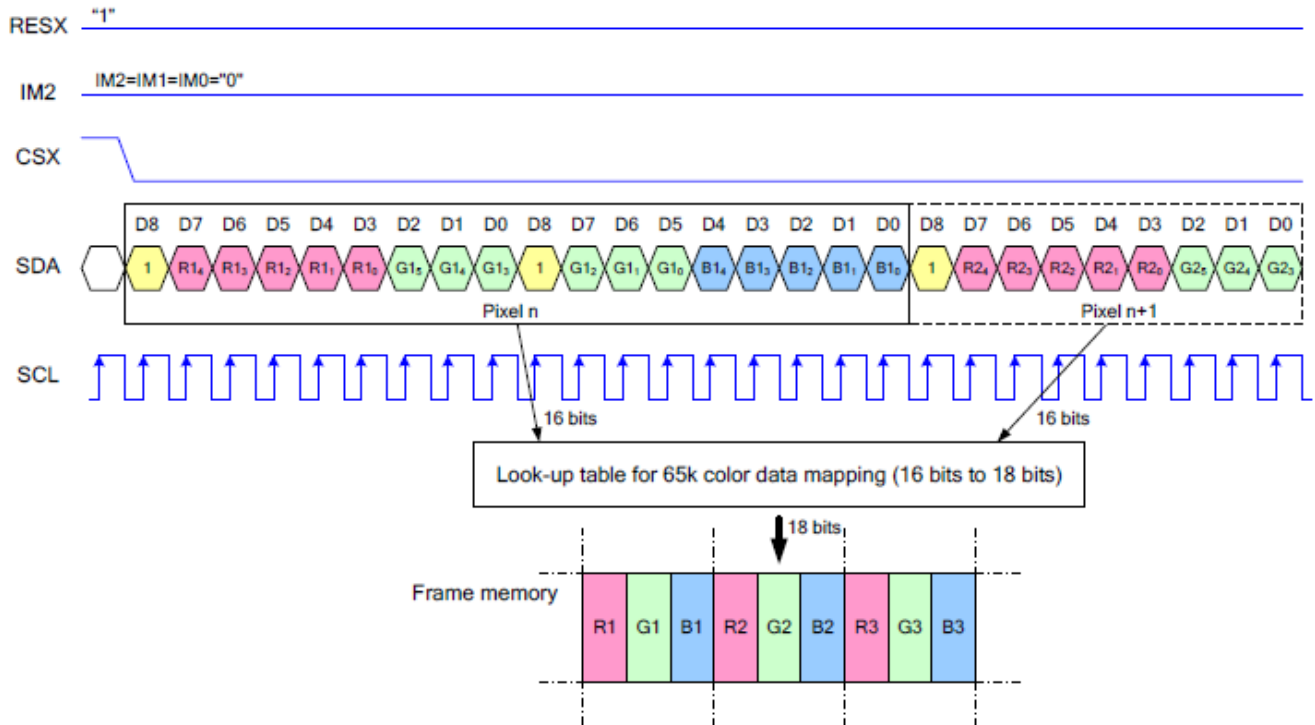 RESX “1”
IM2 IM2=IM1=IM0="0"
CSX
D8 D7 D6 D5 D4 D3 D2 D1 D0 D8 D7 D6 D5 D4 D3 D2 D1 D0 D8 D7 D6 D5 D4 D3 D2 D1 D0
SDA 1 R1₄ R1₃ R1₂ R1₁ R1₀ G1₅ G1₄ G1₃ 1 G1₂ G1₁ G1₀ B1₄ B1₃ B1₂ B1₁ B1₀ 1 R2₄ R2₃ R2₂ R2₁ R2₀ G2₅ G2₄ G2₃
Pixel n Pixel n+1
SCL
16 bits 16 bits
Look-up table for 65k color data mapping (16 bits to 18 bits)
18 bits
Frame memory
R1 G1 B1 R2 G2 B2 R3 G3 B3